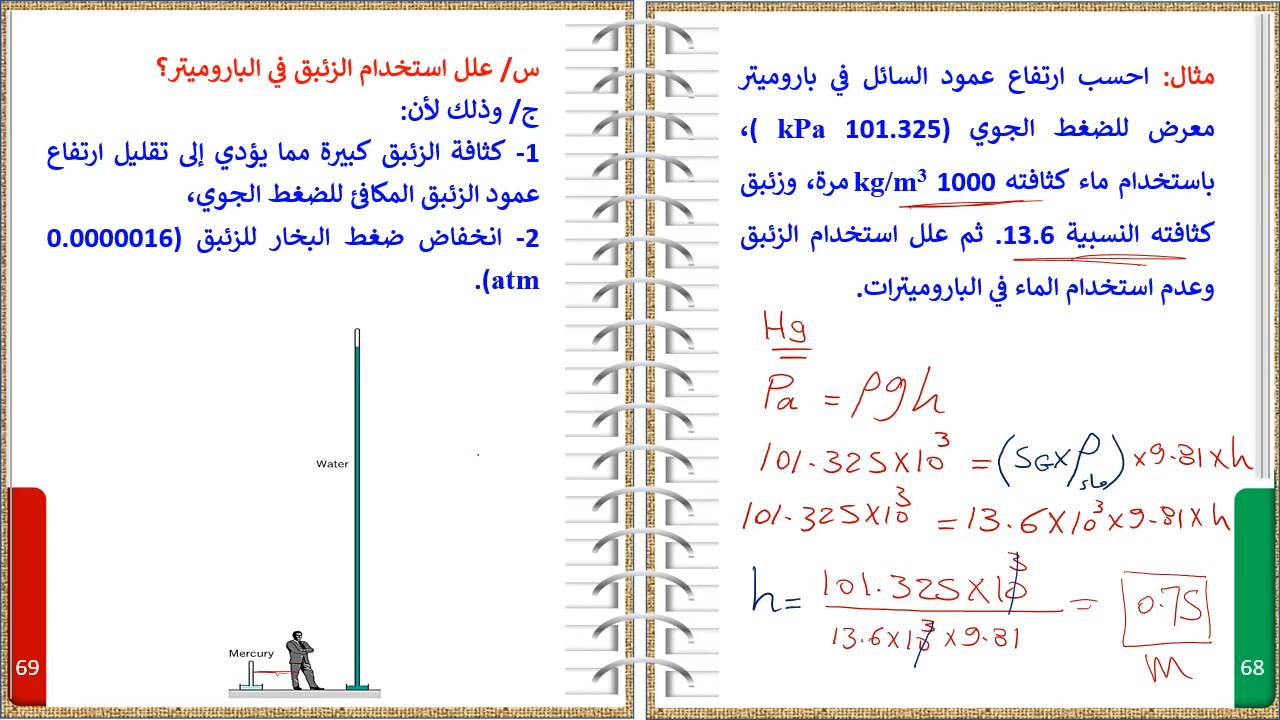 مثال: احسب ارتفاع عمود السائل في باروميتر
معرض للضغط الجوي (101.325 kPa )،
باستخدام ماء كثافته 1000 kg/m³ مرة، وزئبق
كثافته النسبية 13.6. ثم علل استخدام الزئبق
وعدم استخدام الماء في الباروميترات.
Hg
Pa = ρgh
101.325×10³ = (SG×ρماء) ×9.81×h
101.325×10³ = 13.6×10³×9.81×h
h = 101.325×10³ / 13.6×10³×9.81 = 0.75
m
68
س/ علل استخدام الزئبق في الباروميتر؟
ج/ وذلك لأن:
1- كثافة الزئبق كبيرة مما يؤدي إلى تقليل ارتفاع
عمود الزئبق المكافئ للضغط الجوي،
2- انخفاض ضغط البخار للزئبق (0.0000016
atm).
Water
Mercury
69